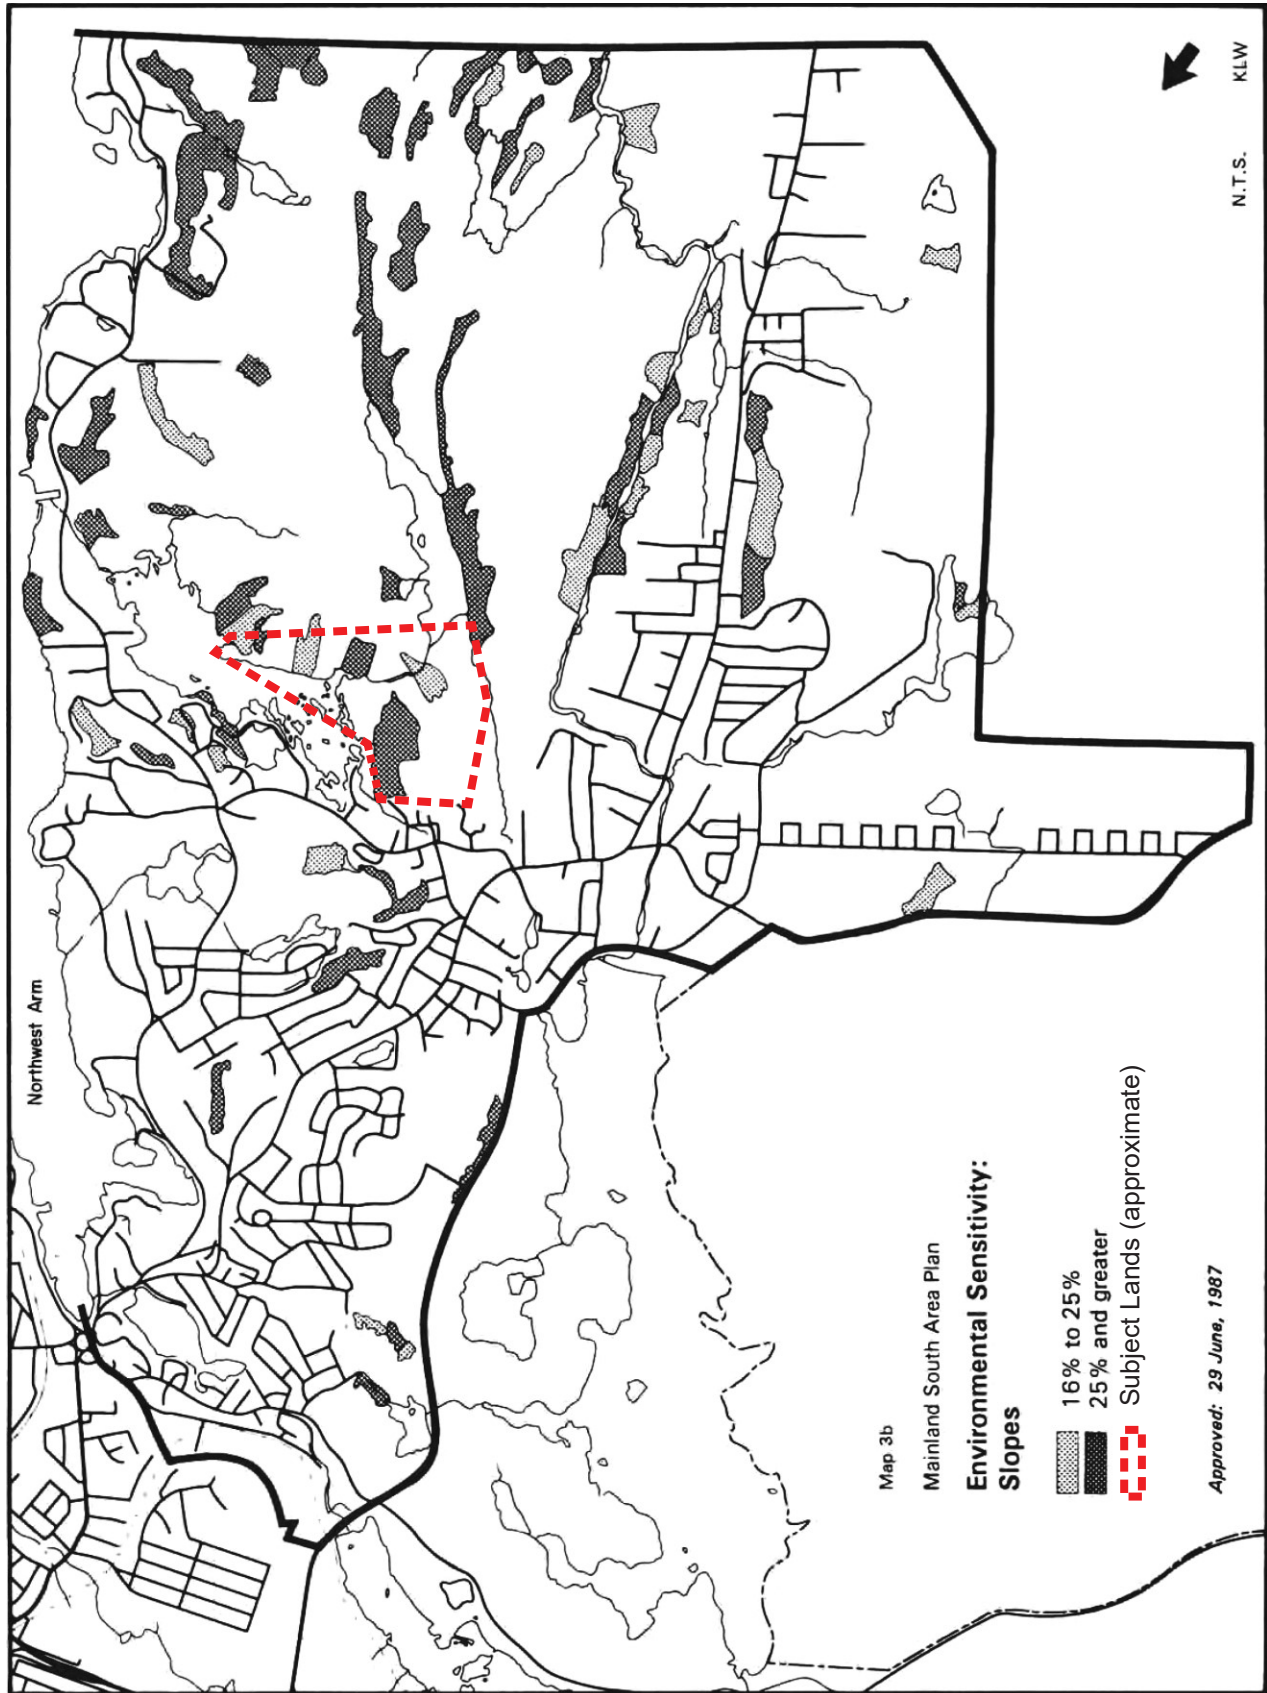 Northwest Arm
KLW
N.T.S.
Map 3b
Mainland South Area Plan
Environmental Sensitivity:
Slopes
16% to 25%
25% and greater
Subject Lands (approximate)
Approved: 29 June, 1987